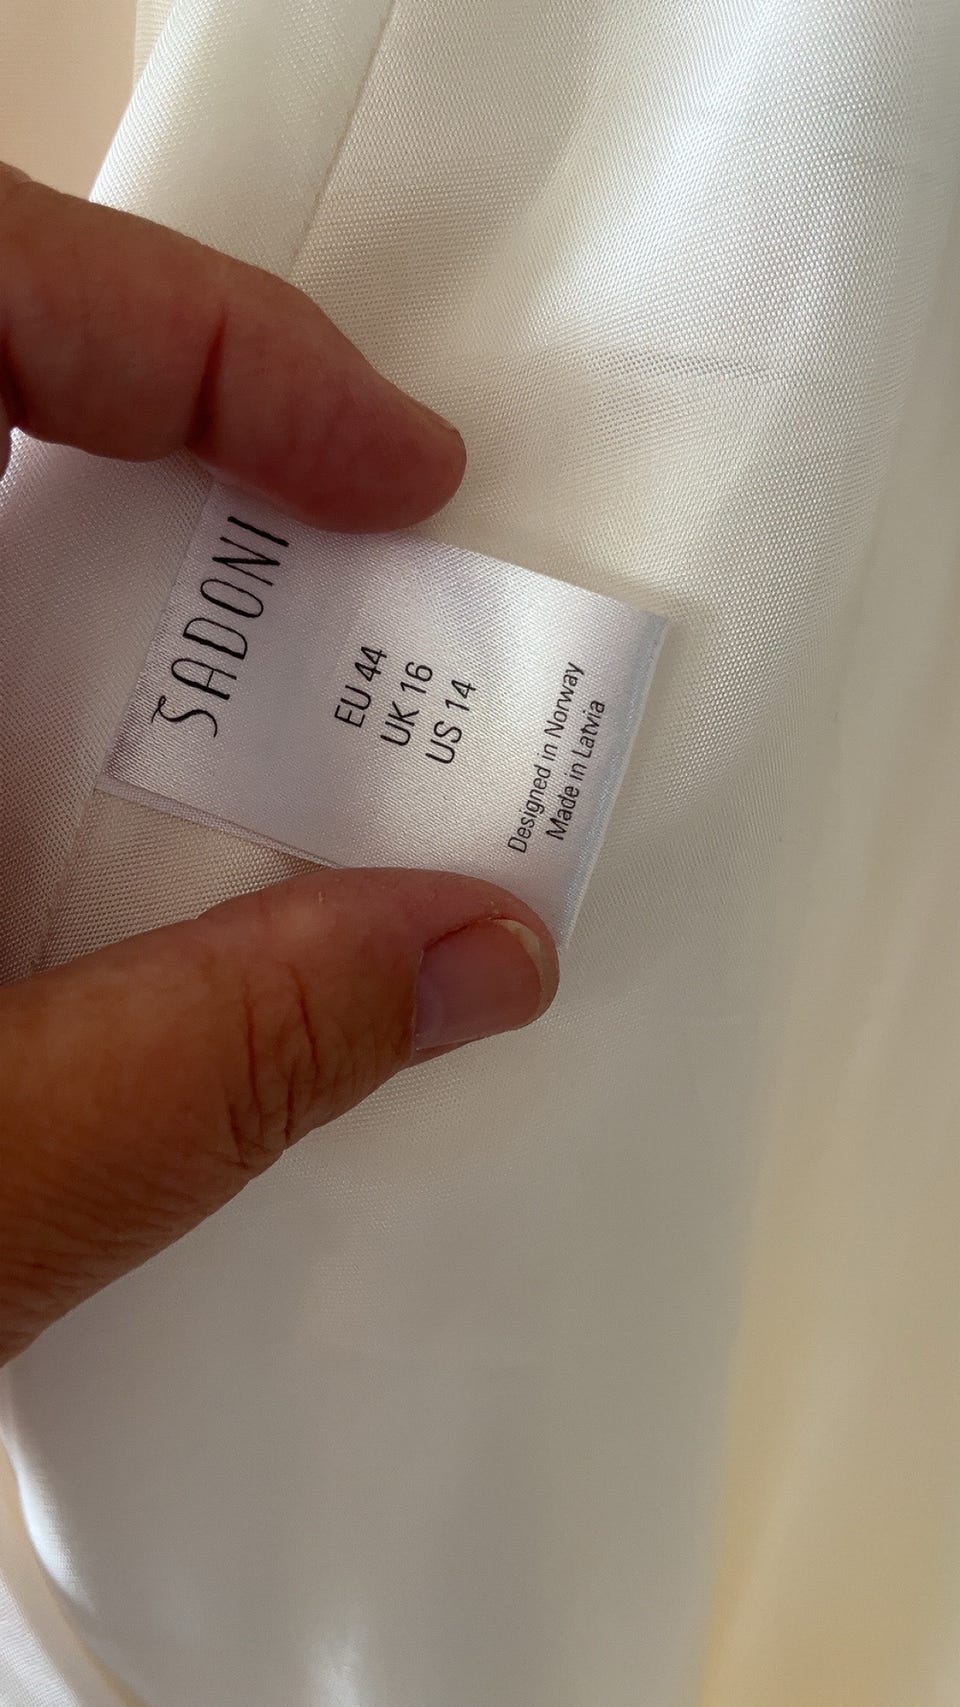 SADONI
EU 44
UK 16
US 14
Designed in Norway
Made in Latvia